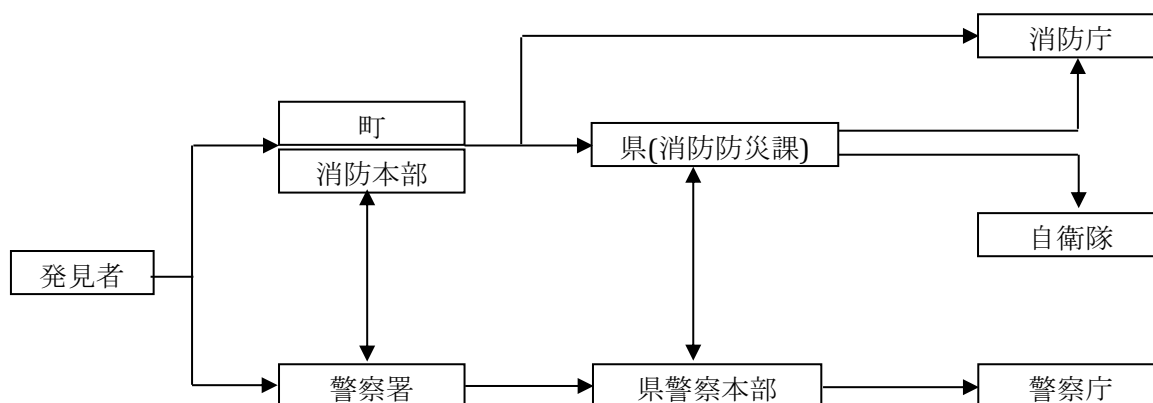 消防庁
町
県(消防防災課)
消防本部
自衛隊
発見者
警察署
県警察本部
警察庁